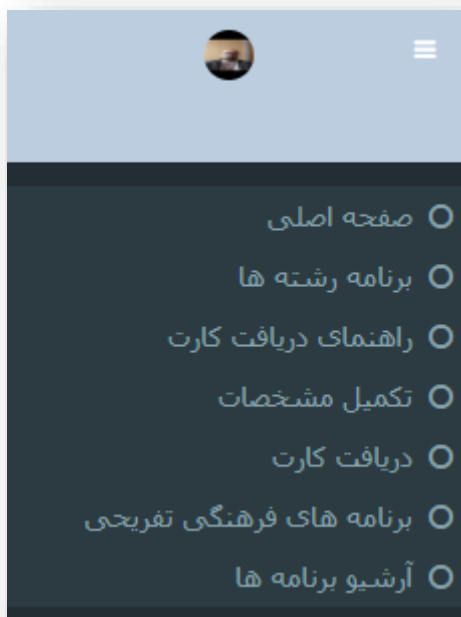 صفحه اصلی
برنامه رشته ها
راهنمای دریافت کارت
تکمیل مشخصات
دریافت کارت
برنامه های فرهنگی تفریحی
آرشیو برنامه ها